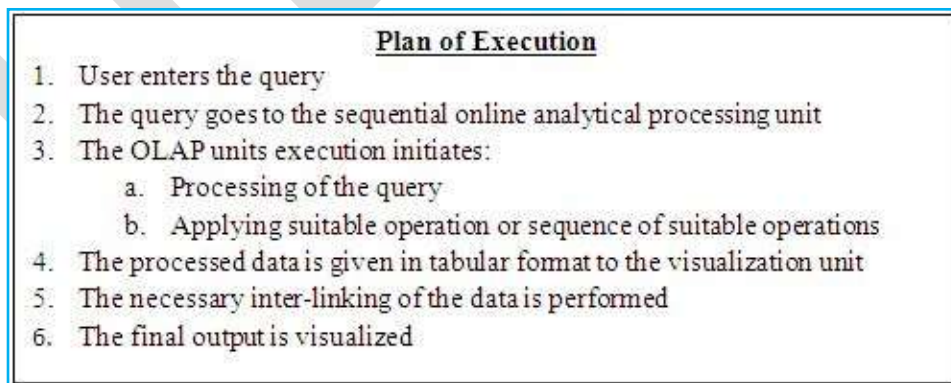 Plan of Execution
1. User enters the query
2. The query goes to the sequential online analytical processing unit
3. The OLAP units execution initiates:
a. Processing of the query
b. Applying suitable operation or sequence of suitable operations
4. The processed data is given in tabular format to the visualization unit
5. The necessary inter-linking of the data is performed
6. The final output is visualized